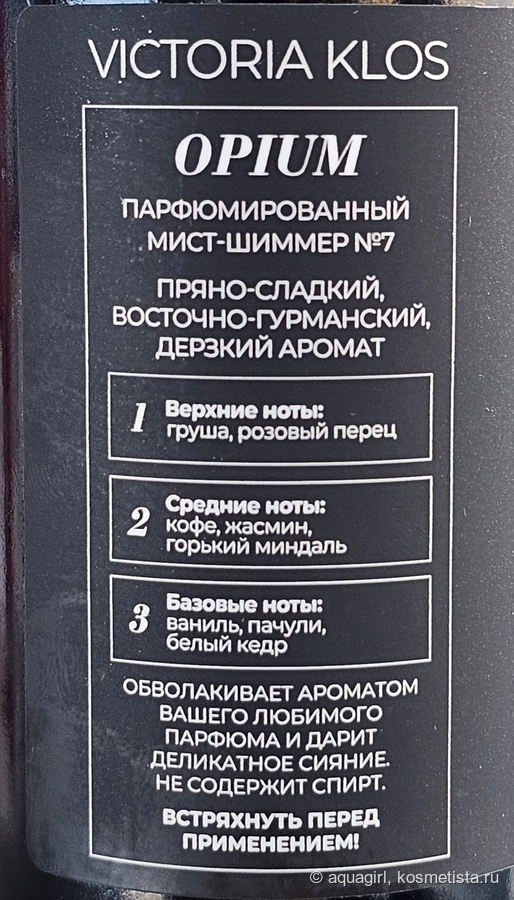 VICTORIA KLOS
OPIUM
ПАРФЮМИРОВАННЫЙ
МИСТ-ШИММЕР №7
ПРЯНО-СЛАДКИЙ,
ВОСТОЧНО-ГУРМАНСКИЙ,
ДЕРЗКИЙ АРОМАТ
1 Верхние ноты:
груша, розовый перец
2 Средние ноты:
кофе, жасмин,
горький миндаль
3 Базовые ноты:
ваниль, пачули,
белый кедр
ОБВОЛАКИВАЕТ АРОМАТОМ
ВАШЕГО ЛЮБИМОГО
ПАРФЮМА И ДАРИТ
ДЕЛИКАТНОЕ СИЯНИЕ.
НЕ СОДЕРЖИТ СПИРТ.
ВСТРЯХНУТЬ ПЕРЕД
ПРИМЕНЕНИЕМ!
© aquagirl, kosmetista.ru